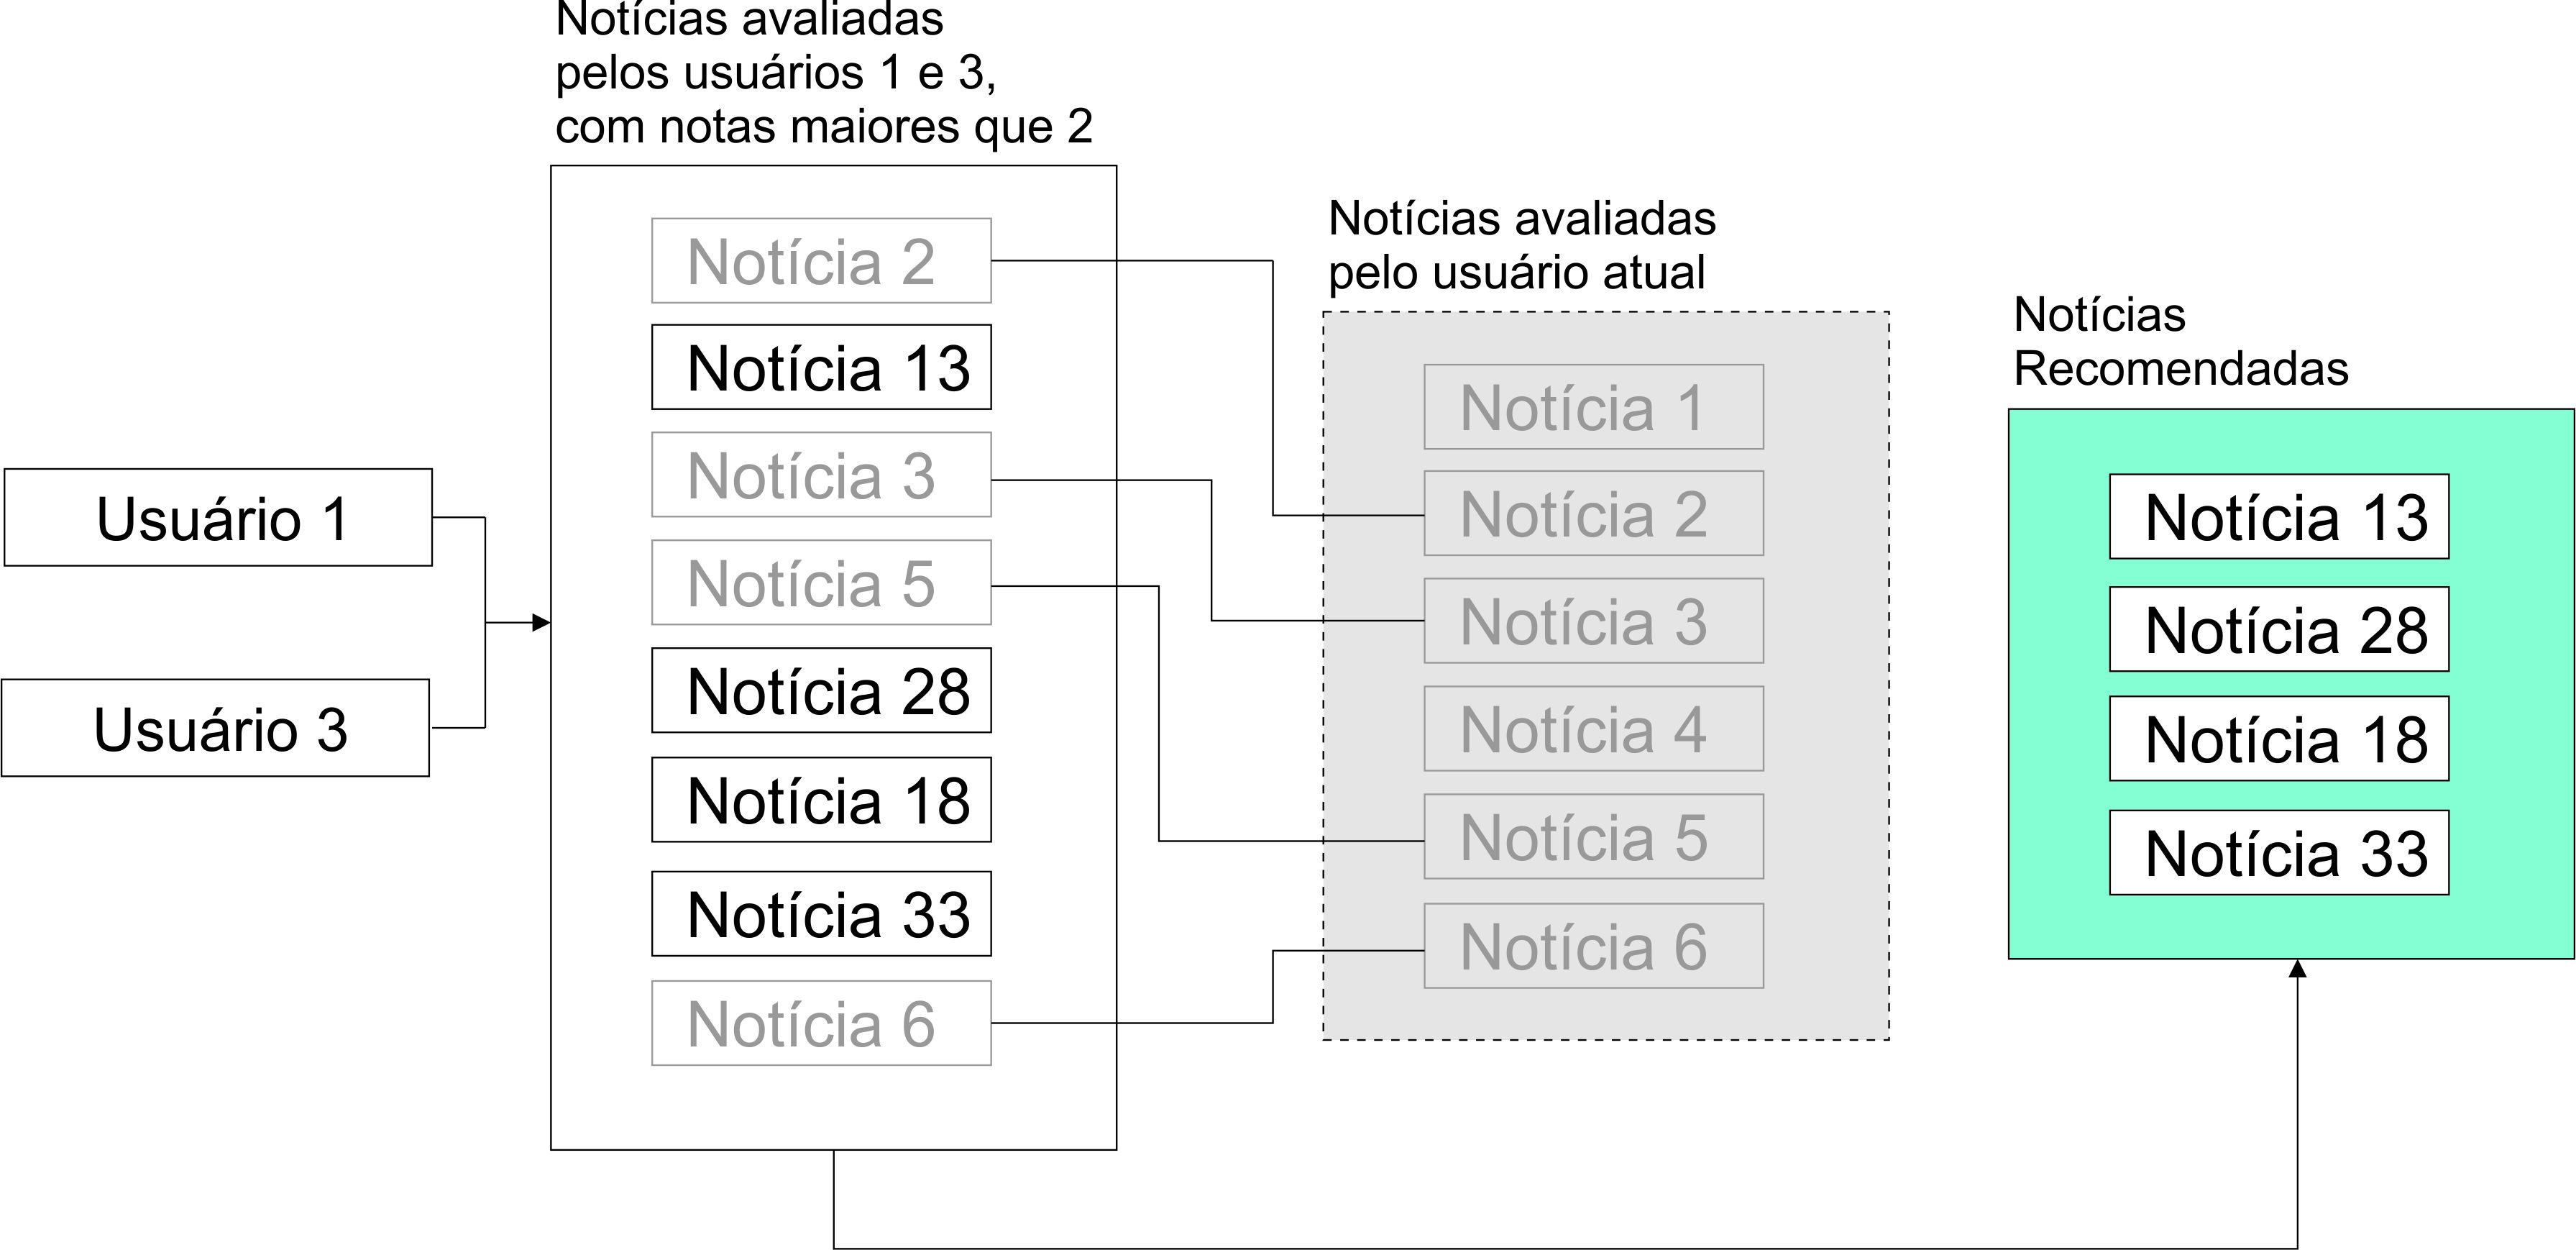 Notícias avaliadas
pelos usuários 1 e 3,
com notas maiores que 2
Usuário 1
Usuário 3
Notícia 2
Notícia 13
Notícia 3
Notícia 5
Notícia 28
Notícia 18
Notícia 33
Notícia 6
Notícias avaliadas
pelo usuário atual
Notícia 1
Notícia 2
Notícia 3
Notícia 4
Notícia 5
Notícia 6
Notícias
Recomendadas
Notícia 13
Notícia 28
Notícia 18
Notícia 33